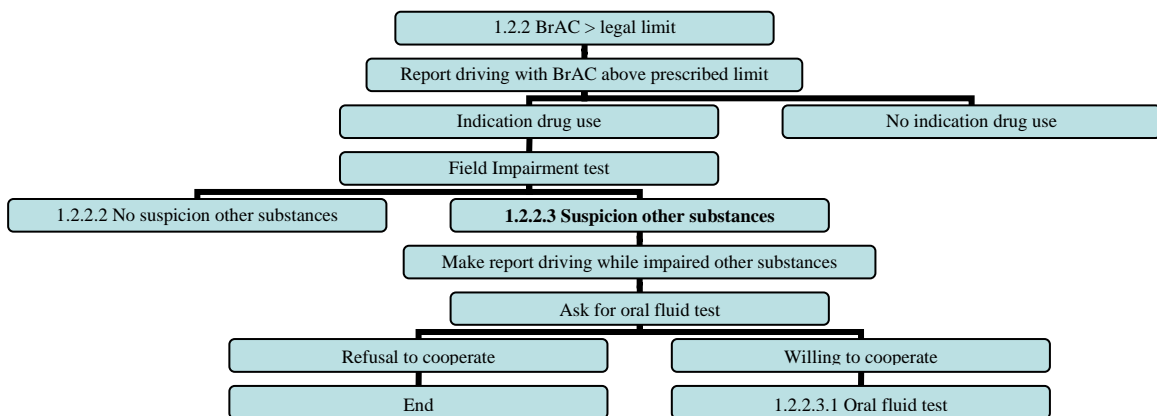 1.2.2 BrAC > legal limit
Report driving with BrAC above prescribed limit
Indication drug use
No indication drug use
Field Impairment test
1.2.2.2 No suspicion other substances
1.2.2.3 Suspicion other substances
Make report driving while impaired other substances
Ask for oral fluid test
Refusal to cooperate
Willing to cooperate
End
1.2.2.3.1 Oral fluid test